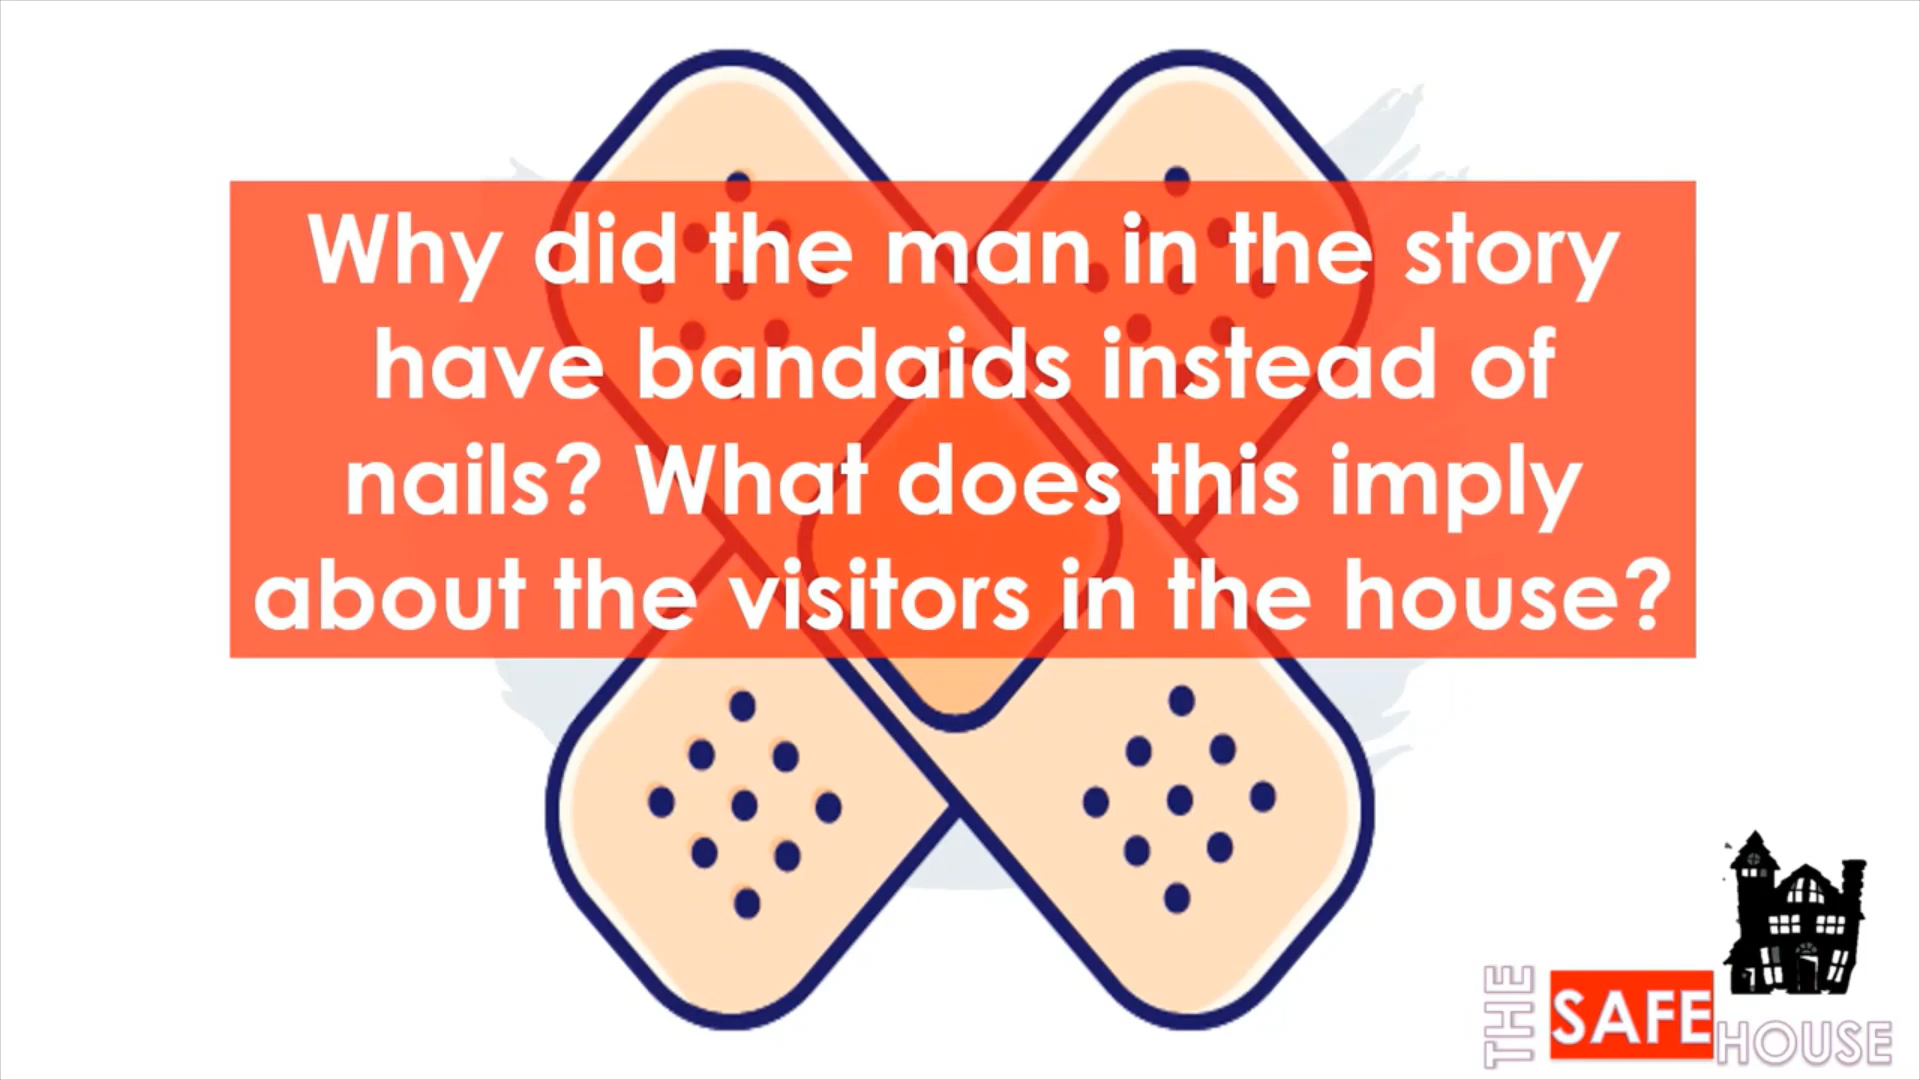 Why did the man in the story
have bandaids instead of
nails? What does this imply
about the visitors in the house?
THE SAFE HOUSE